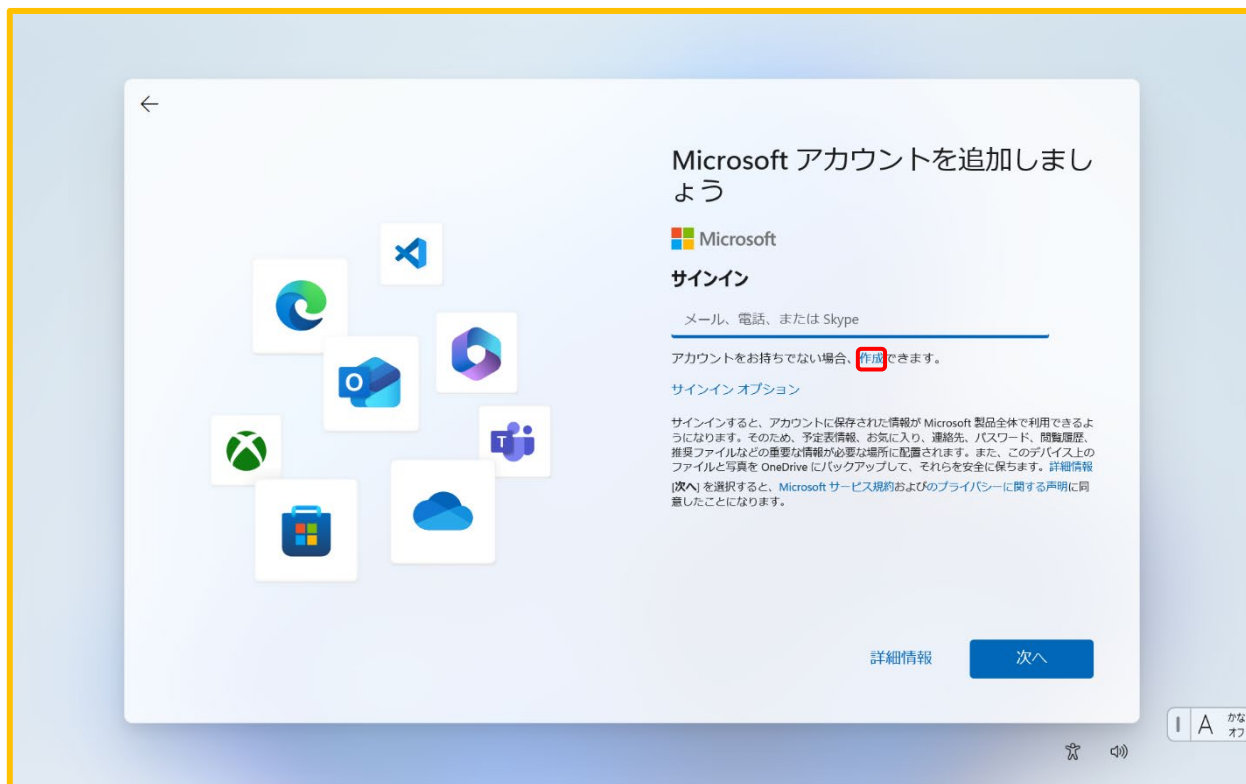 Microsoft アカウントを追加しまし
ょう
Microsoft
サインイン
メール、電話、または Skype
アカウントをお持ちでない場合、作成できます。
サインイン オプション
サインインすると、アカウントに保存された情報が Microsoft 製品全体で利用できるよ
うになります。そのため、予定表情報、お気に入り、連絡先、パスワード、閲覧履歴、
推奨ファイルなどの重要な情報が必要な場所に配置されます。また、このデバイス上の
ファイルと写真を OneDrive にバックアップして、それらを安全に保ちます。詳細情報
[次へ] を選択すると、Microsoft サービス規約およびのプライバシーに関する声明に同
意したことになります。
詳細情報
次へ
A かな
オフ